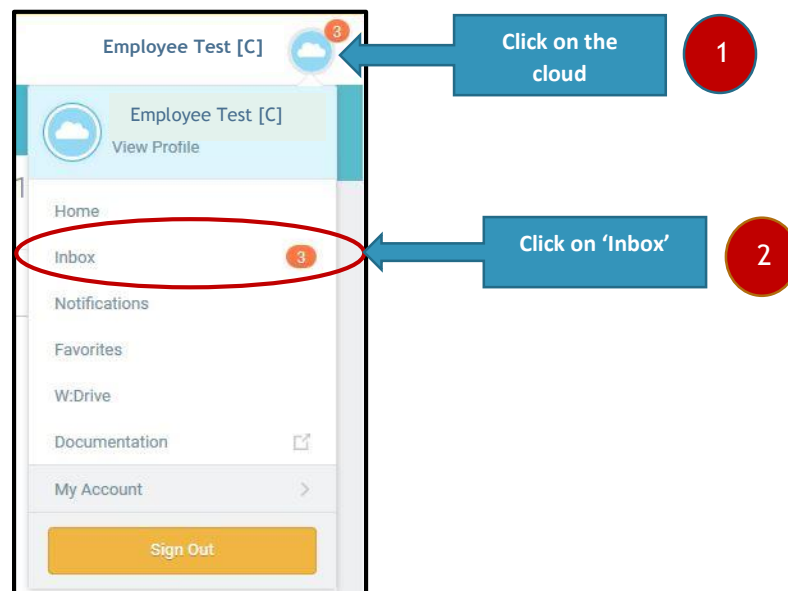 Employee Test [C]
3
Click on the
cloud
1
Employee Test [C]
View Profile
1
Home
Inbox
3
Click on ‘Inbox’
2
Notifications
Favorites
W:Drive
Documentation
My Account
Sign Out